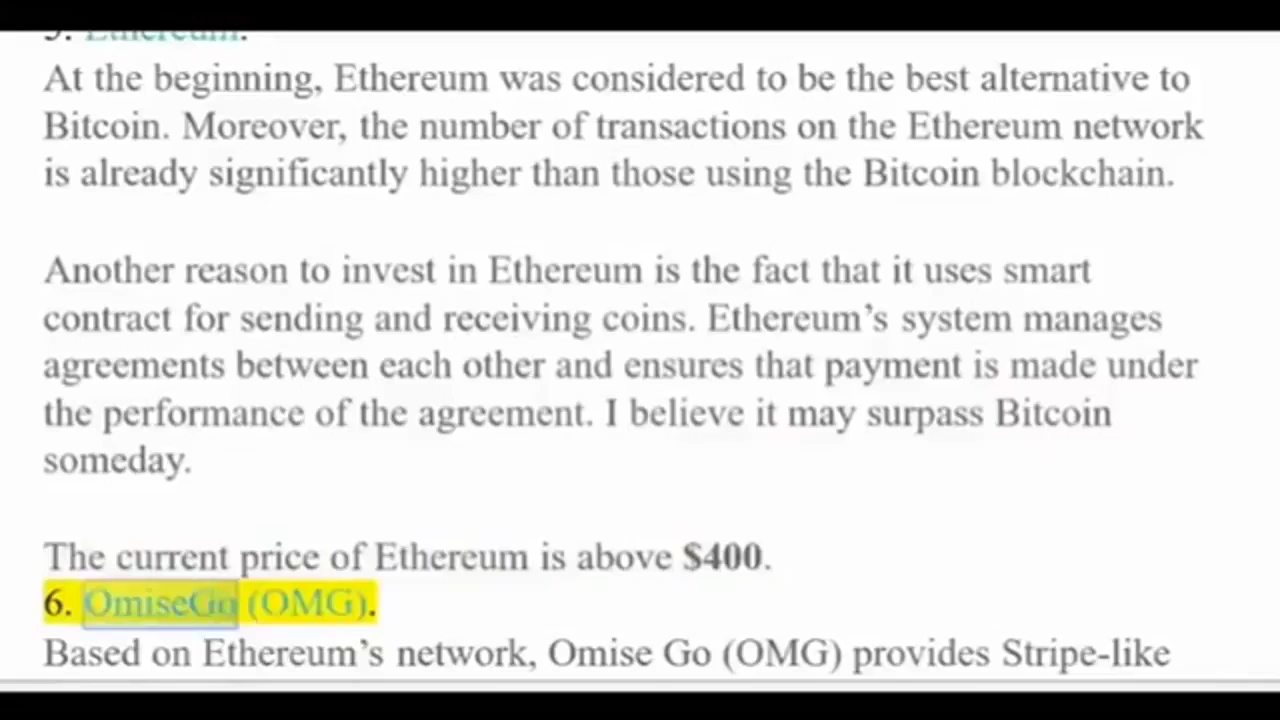 5. Ethereum.
At the beginning, Ethereum was considered to be the best alternative to
Bitcoin. Moreover, the number of transactions on the Ethereum network
is already significantly higher than those using the Bitcoin blockchain.
Another reason to invest in Ethereum is the fact that it uses smart
contract for sending and receiving coins. Ethereum’s system manages
agreements between each other and ensures that payment is made under
the performance of the agreement. I believe it may surpass Bitcoin
someday.
The current price of Ethereum is above $400.
6. OmiseGo (OMG).
Based on Ethereum’s network, Omise Go (OMG) provides Stripe-like